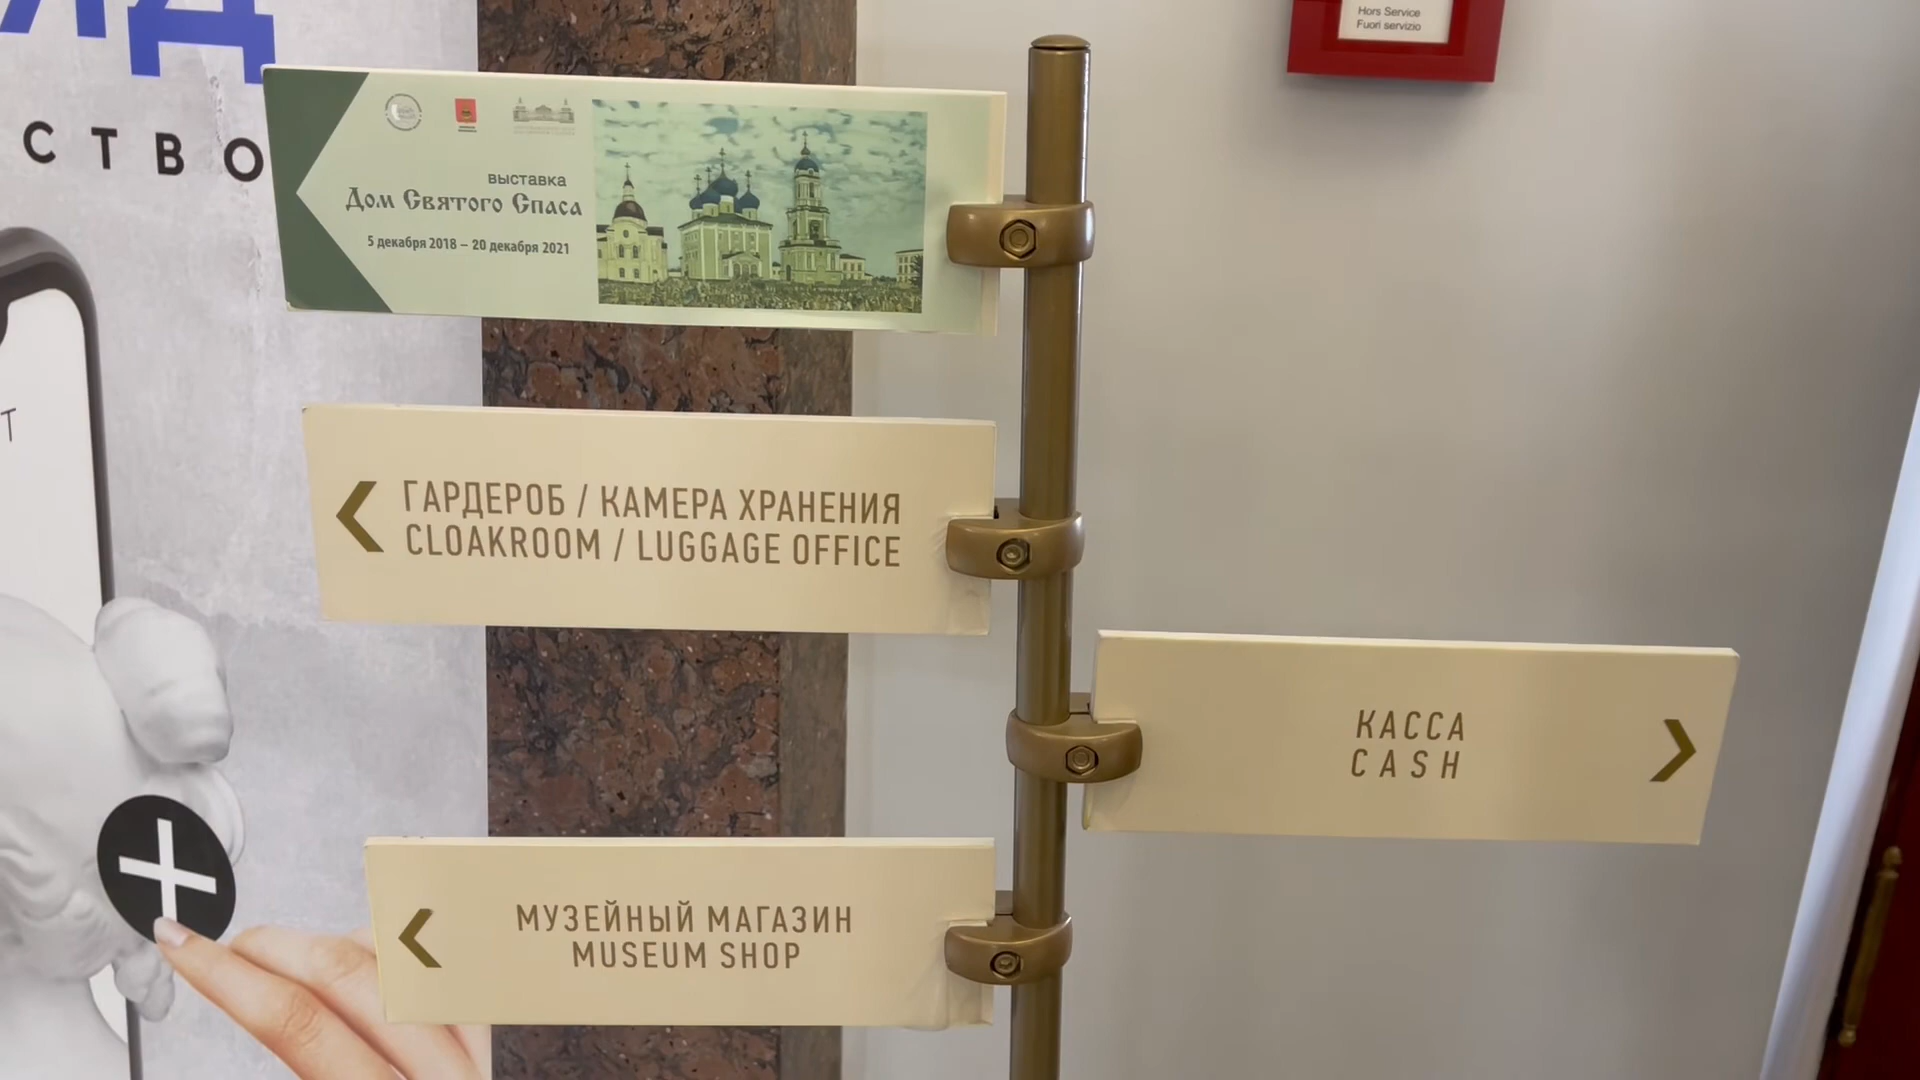 СТВО
Hors Service
Fuori servizio
выставка
Дом Святого Спаса
5 декабря 2018 – 20 декабря 2021
ГАРДЕРОБ / КАМЕРА ХРАНЕНИЯ
CLOAKROOM / LUGGAGE OFFICE
КАССА
CASH
МУЗЕЙНЫЙ МАГАЗИН
MUSEUM SHOP